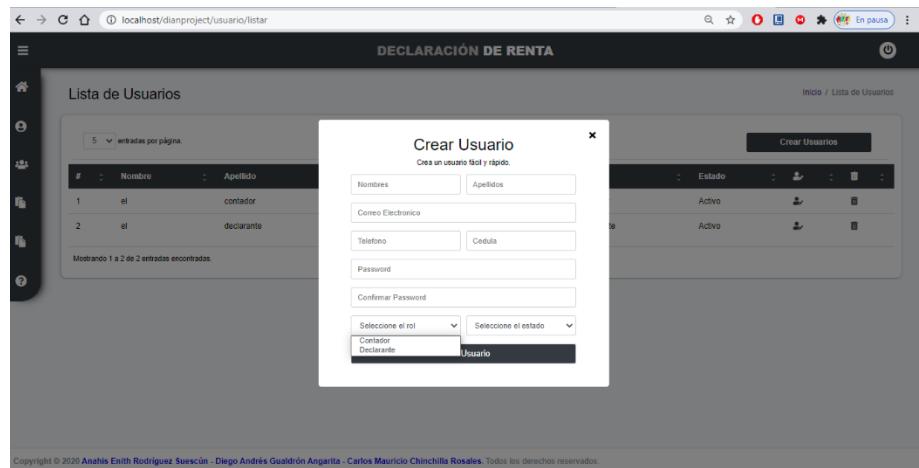 localhost/dianproject/usuario/listar
En pausa
DECLARACIÓN DE RENTA
Lista de Usuarios
Inicio / Lista de Usuarios
5 entradas por página.
Crear Usuarios
# Nombre Apellido Estado
1 el contador Activo
2 el declarante Activo
Mostrando 1 a 2 de 2 entradas encontradas.
Crear Usuario
Crea un usuario fácil y rápido.
Nombres Apellidos
Correo Electronico
Telefono Cedula
Password
Confirmar Password
Seleccione el rol Seleccione el estado
Contador
Declarante
Usuario
Copyright © 2020 Anahis Enith Rodríguez Suescún - Diego Andrés Gualdrón Angarita - Carlos Mauricio Chinchilla Rosales. Todos los derechos reservados.